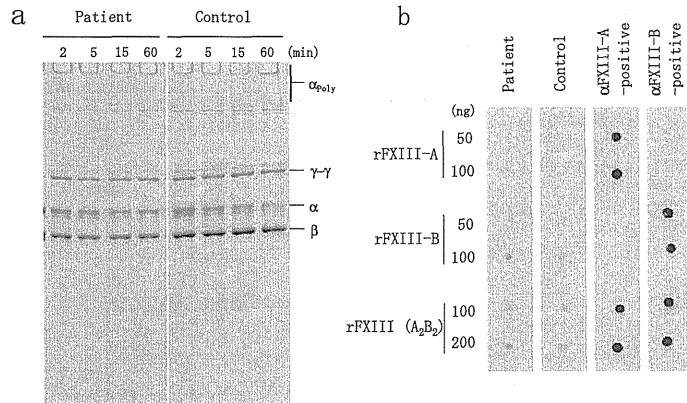 a
Patient
Control
2 5 15 60 2 5 15 60 (min)
αPoly
γ-γ
α
β
b
Patient
Control
αFXIII-A
-positive
αFXIII-B
-positive
(ng)
50
rFXIII-A
100
50
rFXIII-B
100
100
rFXIII (A₂B₂)
200